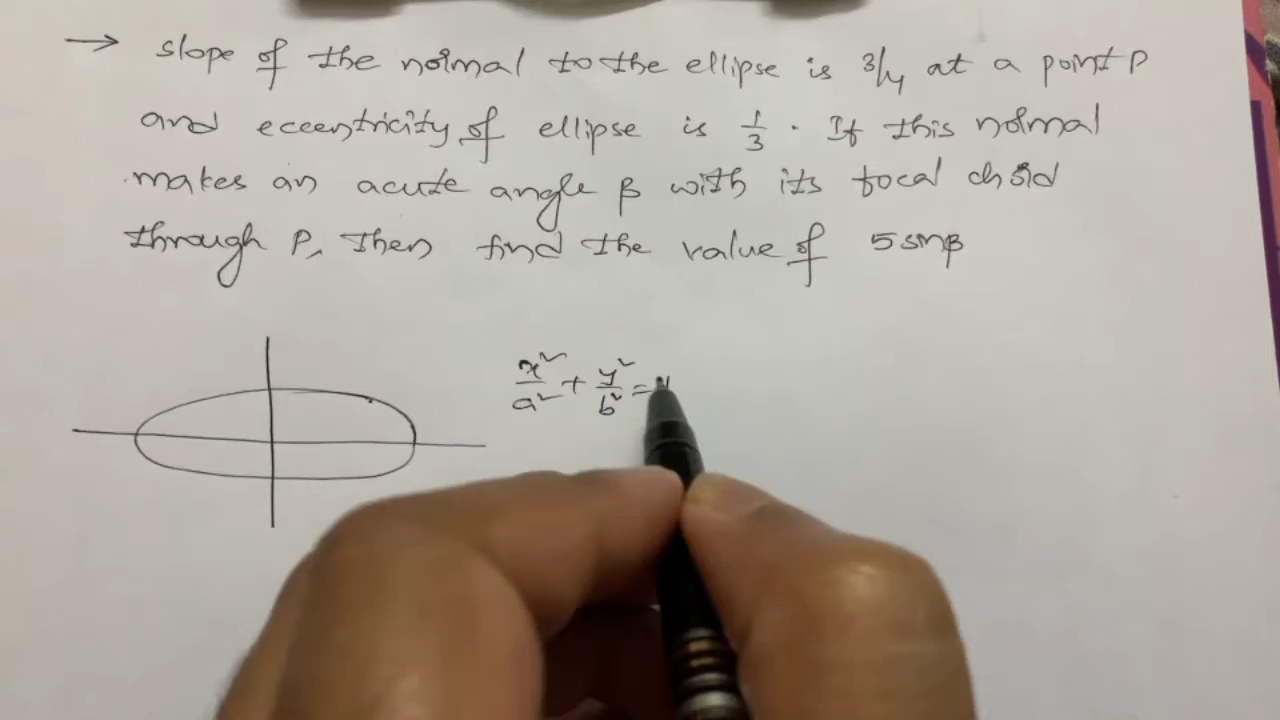 → slope of the normal to the ellipse is 3/4 at a point P
and eccentricity of ellipse is 1/3 . If this normal
makes an acute angle β with its focal chord
through P, Then find the value of 5 sinβ
x²/a² + y²/b² =